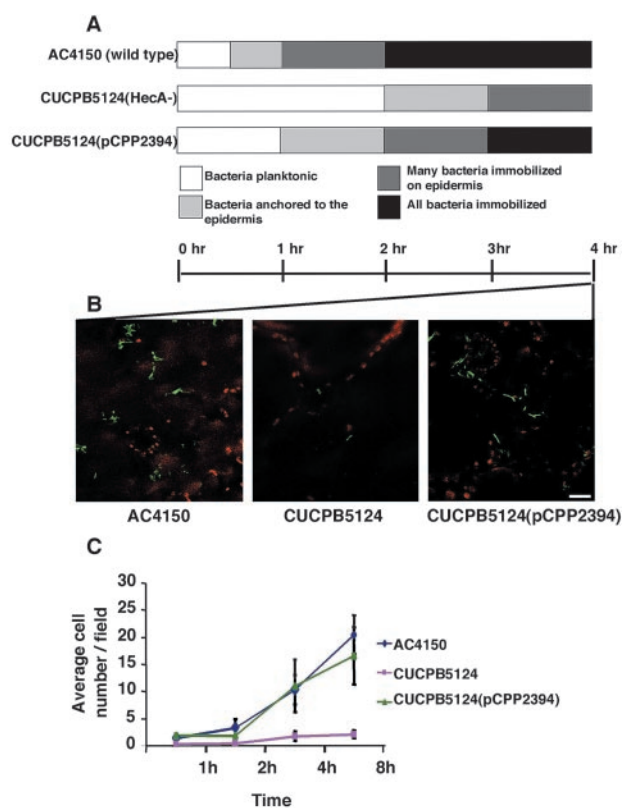 A
AC4150 (wild type)
CUCPB5124(HecA-)
CUCPB5124(pCPP2394)
Bacteria planktonic
Many bacteria immobilized
on epidermis
Bacteria anchored to the
epidermis
All bacteria immobilized
0 hr 1 hr 2 hr 3hr 4 hr
B
AC4150 CUCPB5124 CUCPB5124(pCPP2394)
C
Average cell
number / field
30
25
20
15
10
5
0
1h 2h 4h 8h
Time
AC4150
CUCPB5124
CUCPB5124(pCPP2394)